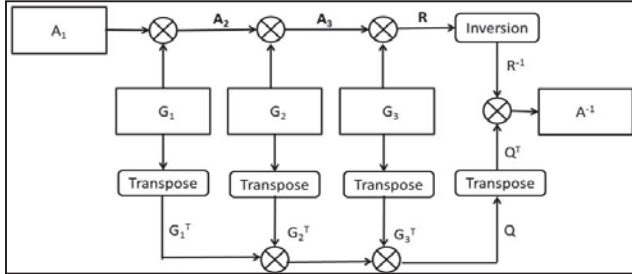 A₁
A₂
A₃
R
Inversion
R⁻¹
G₁
G₂
G₃
A⁻¹
Qᵀ
Transpose
Transpose
Transpose
Transpose
G₁ᵀ
G₂ᵀ
G₃ᵀ
Q